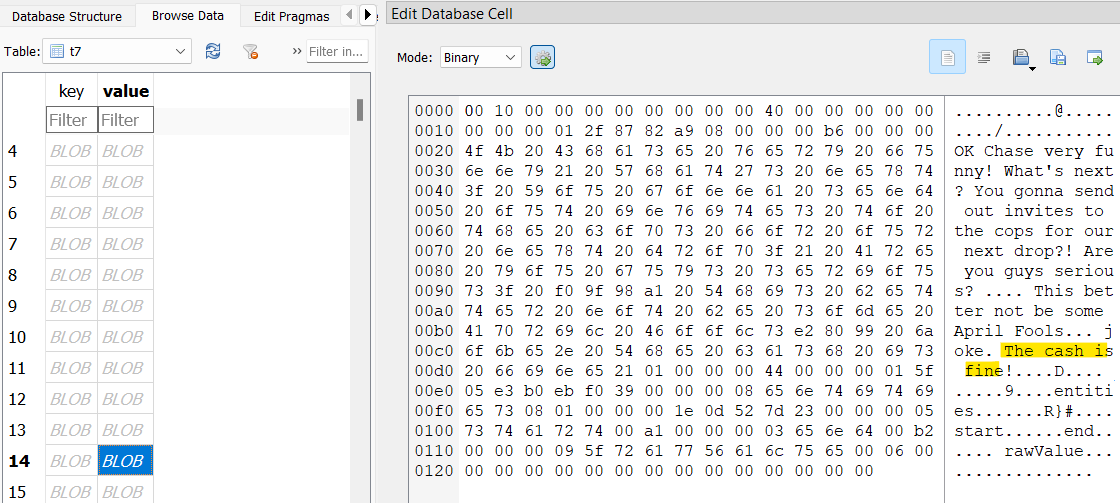 Database Structure Browse Data Edit Pragmas
Table: t7 Filter in...
key value
Filter Filter
4 BLOB BLOB
5 BLOB BLOB
6 BLOB BLOB
7 BLOB BLOB
8 BLOB BLOB
9 BLOB BLOB
10 BLOB BLOB
11 BLOB BLOB
12 BLOB BLOB
13 BLOB BLOB
14 BLOB BLOB
15 BLOB BLOB
Edit Database Cell
Mode: Binary
0000 00 10 00 00 00 00 00 00 00 00 40 00 00 00 00 00 ..........@.....
0010 00 00 00 01 2f 87 82 a9 08 00 00 00 b6 00 00 00 ..../...........
0020 4f 4b 20 43 68 61 73 65 20 76 65 72 79 20 66 75 OK Chase very fu
0030 6e 6e 79 21 20 57 68 61 74 27 73 20 6e 65 78 74 nny! What's next
0040 3f 20 59 6f 75 20 67 6f 6e 6e 61 20 73 65 6e 64 ? You gonna send
0050 20 6f 75 74 20 69 6e 76 69 74 65 73 20 74 6f 20 out invites to
0060 74 68 65 20 63 6f 70 73 20 66 6f 72 20 6f 75 72 the cops for our
0070 20 6e 65 78 74 20 64 72 6f 70 3f 21 20 41 72 65 next drop?! Are
0080 20 79 6f 75 20 67 75 79 73 20 73 65 72 69 6f 75 you guys seriou
0090 73 3f 20 f0 9f 98 a1 20 54 68 69 73 20 62 65 74 s? .... This bet
00a0 74 65 72 20 6e 6f 74 20 62 65 20 73 6f 6d 65 20 ter not be some
00b0 41 70 72 69 6c 20 46 6f 6f 6c 73 e2 80 99 20 6a April Fools... j
00c0 6f 6b 65 2e 20 54 68 65 20 63 61 73 68 20 69 73 oke. The cash is
00d0 20 66 69 6e 65 21 01 00 00 00 44 00 00 00 01 5f fine!....D....
00e0 05 e3 b0 eb f0 39 00 00 00 08 65 6e 74 69 74 69 .....9....entiti
00f0 65 73 08 01 00 00 00 1e 0d 52 7d 23 00 00 00 05 es.......R}#....
0100 73 74 61 72 74 00 a1 00 00 00 03 65 6e 64 00 b2 start......end..
0110 00 00 00 09 5f 72 61 77 56 61 6c 75 65 00 06 00 .... rawValue...
0120 00 00 00 00 00 00 00 00 00 00 00 00 00 00 ..............